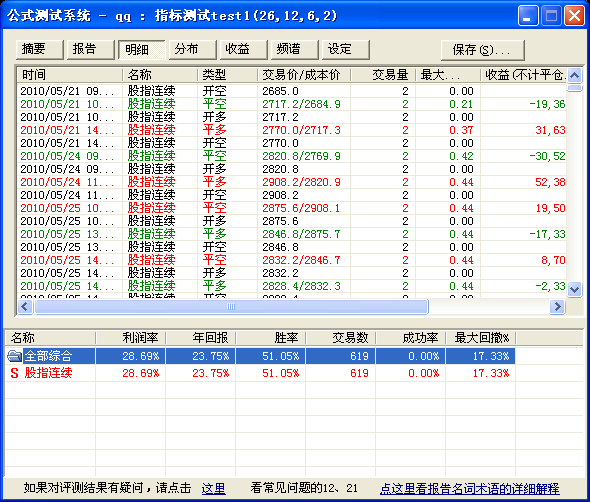 公式测试系统 - qq : 指标测试test1(26,12,6,2)
摘要 报告 明细 分布 收益 频谱 设定 保存(S)...
时间 名称 类型 交易价/成本价 交易量 最大... 收益(不计平仓.
2010/05/21 09... 股指连续 开空 2685.0 2 0.00
2010/05/21 10... 股指连续 平空 2717.2/2684.9 2 0.21 -19,36
2010/05/21 10... 股指连续 开多 2717.2 2 0.00
2010/05/21 14... 股指连续 平多 2770.0/2717.3 2 0.37 31,63
2010/05/21 14... 股指连续 开空 2770.0 2 0.00
2010/05/24 09... 股指连续 平空 2820.8/2769.9 2 0.42 -30,52
2010/05/24 09... 股指连续 开多 2820.8 2 0.00
2010/05/24 11... 股指连续 平多 2908.2/2820.9 2 0.44 52,38
2010/05/24 11... 股指连续 开空 2908.2 2 0.00
2010/05/25 10... 股指连续 平空 2875.6/2908.1 2 0.44 19,50
2010/05/25 10... 股指连续 开多 2875.6 2 0.00
2010/05/25 13... 股指连续 平多 2846.8/2875.7 2 0.44 -17,33
2010/05/25 13... 股指连续 开空 2846.8 2 0.00
2010/05/25 14... 股指连续 平空 2832.2/2846.7 2 0.44 8,70
2010/05/25 14... 股指连续 开多 2832.2 2 0.00
2010/05/25 14... 股指连续 平多 2828.4/2832.3 2 0.44 -2,33
名称 利润率 年回报 胜率 交易数 成功率 最大回撤%
全部综合 28.69% 23.75% 51.05% 619 0.00% 17.33%
S 股指连续 28.69% 23.75% 51.05% 619 0.00% 17.33%
如果对评测结果有疑问,请点击 这里 看常见问题的12、21 点这里看报告名词术语的详细解释